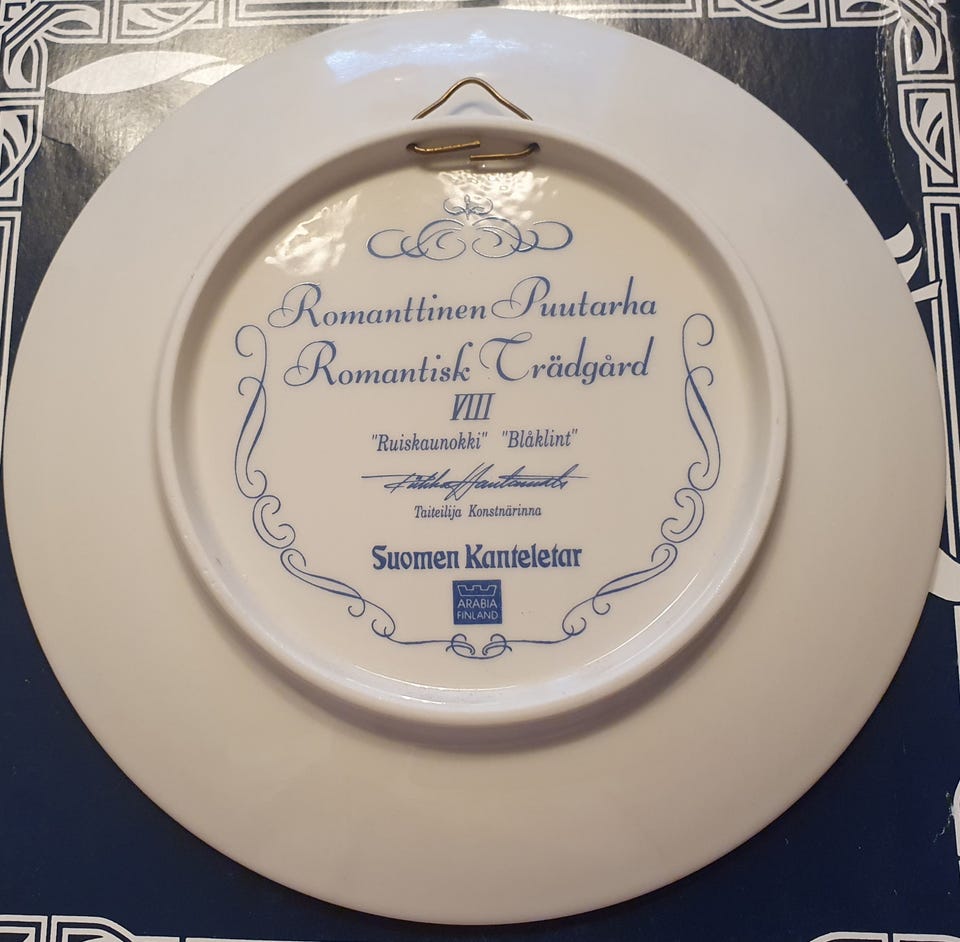 Romanttinen Puutarha
Romantisk Trädgård
VIII
"Ruiskaunokki" "Blåklint"
Taiteilija Konstnärinna
Suomen Kanteletar
ARABIA
FINLAND